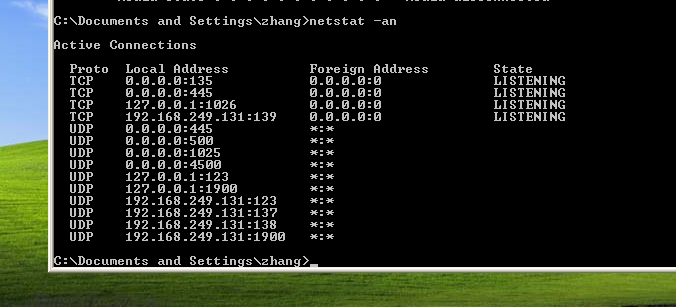 C:\Documents and Settings\zhang>netstat -an
Active Connections
Proto Local Address Foreign Address State
TCP 0.0.0.0:135 0.0.0.0:0 LISTENING
TCP 0.0.0.0:445 0.0.0.0:0 LISTENING
TCP 127.0.0.1:1026 0.0.0.0:0 LISTENING
TCP 192.168.249.131:139 0.0.0.0:0 LISTENING
UDP 0.0.0.0:445 *:*
UDP 0.0.0.0:500 *:*
UDP 0.0.0.0:1025 *:*
UDP 0.0.0.0:4500 *:*
UDP 127.0.0.1:123 *:*
UDP 127.0.0.1:1900 *:*
UDP 192.168.249.131:123 *:*
UDP 192.168.249.131:137 *:*
UDP 192.168.249.131:138 *:*
UDP 192.168.249.131:1900 *:*
C:\Documents and Settings\zhang>_